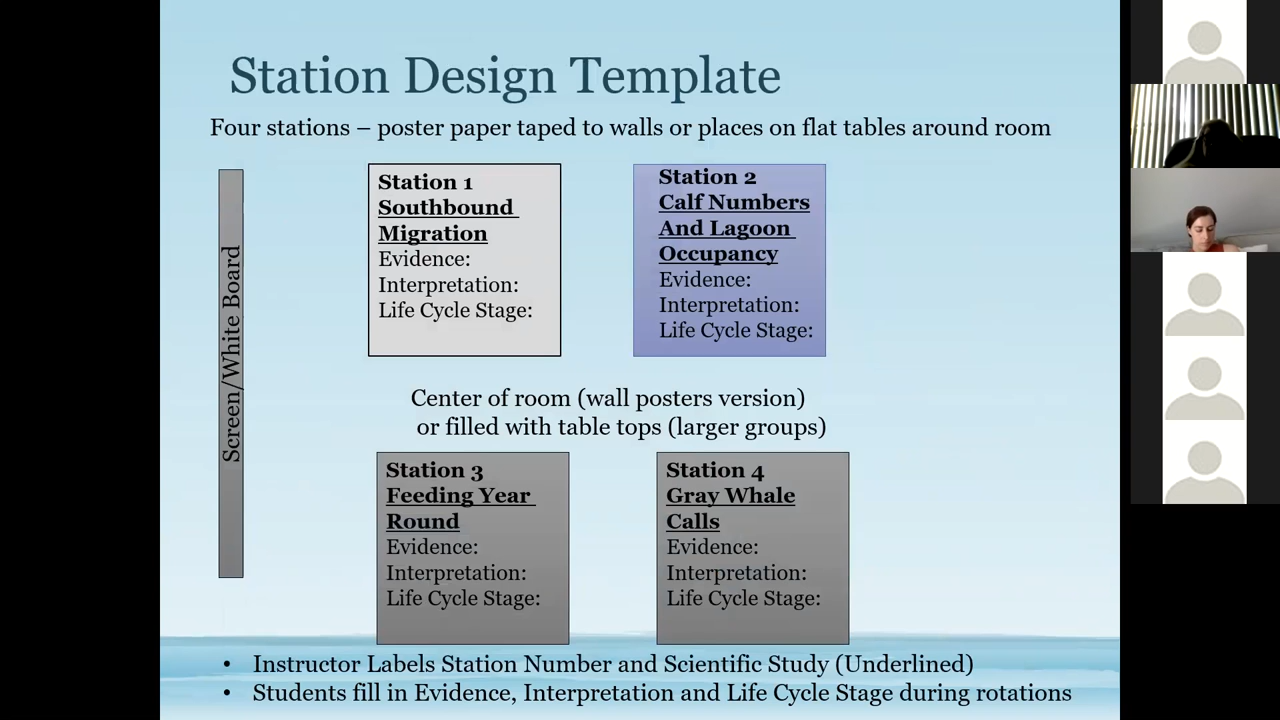 Station Design Template
Four stations – poster paper taped to walls or places on flat tables around room
Screen/White Board
Station 1
Southbound
Migration
Evidence:
Interpretation:
Life Cycle Stage:
Station 2
Calf Numbers
And Lagoon
Occupancy
Evidence:
Interpretation:
Life Cycle Stage:
Center of room (wall posters version)
or filled with table tops (larger groups)
Station 3
Feeding Year
Round
Evidence:
Interpretation:
Life Cycle Stage:
Station 4
Gray Whale
Calls
Evidence:
Interpretation:
Life Cycle Stage:
• Instructor Labels Station Number and Scientific Study (Underlined)
• Students fill in Evidence, Interpretation and Life Cycle Stage during rotations